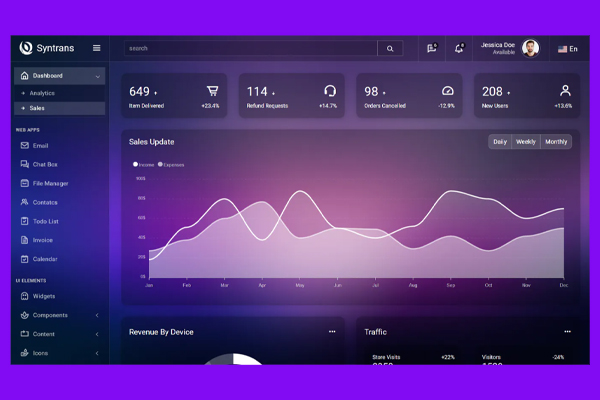 Syntrans
search
Jessica Doe
Available
En
Dashboard
Analytics
Sales
WEB APPS
Email
Chat Box
File Manager
Contatcs
Todo List
Invoice
Calendar
UI ELEMENTS
Widgets
Components
Content
Icons
649
Item Delivered
+23.4%
114
Refund Requests
+14.7%
98
Orders Cancelled
-12.9%
208
New Users
+13.6%
Sales Update
Daily
Weekly
Monthly
Income
Expenses
100$
80$
60$
40$
20$
0$
Jan
Feb
Mar
Apr
May
Jun
Jul
Aug
Sep
Oct
Nov
Dec
Revenue By Device
Traffic
Store Visits
+22%
Visitors
-24%